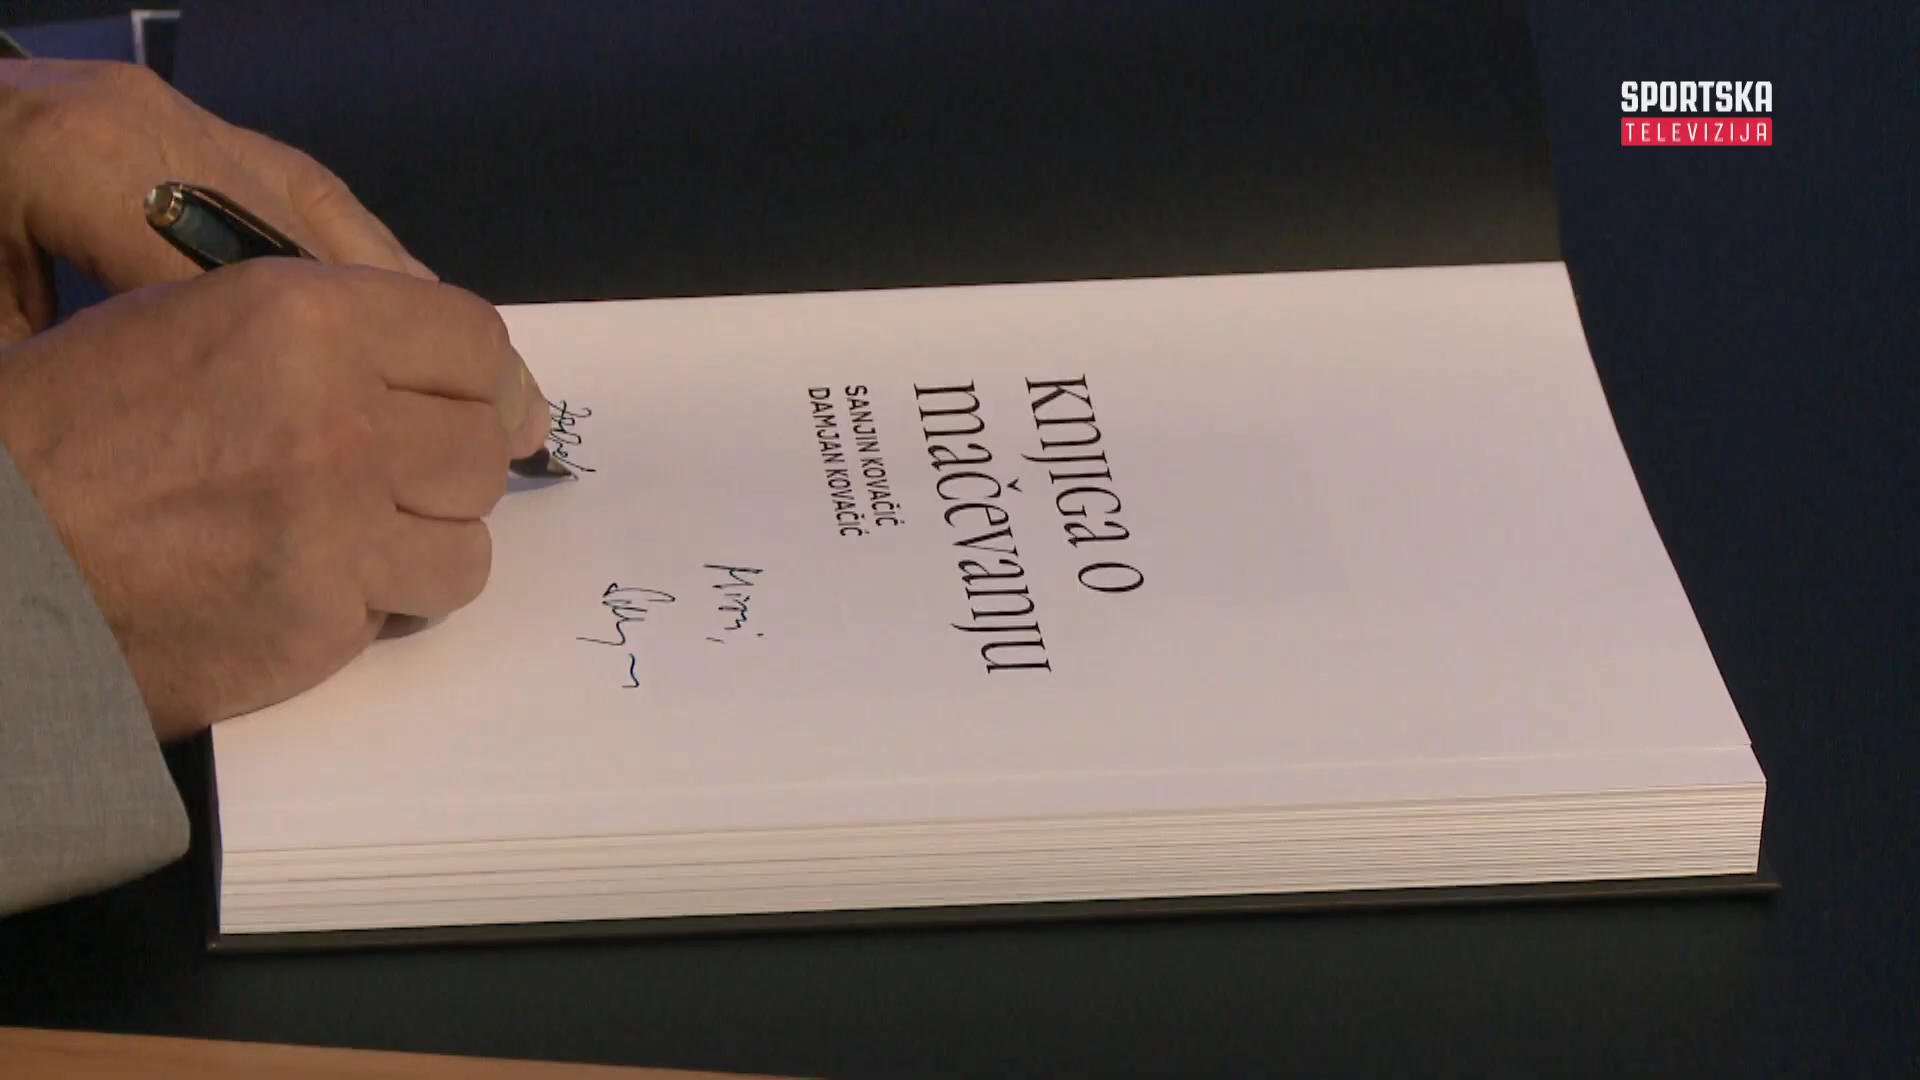 SPORTSKA
TELEVIZIJA
KNJIGA O
mačevanju
SANJIN KOVAČIĆ
DAMJAN KOVAČIĆ